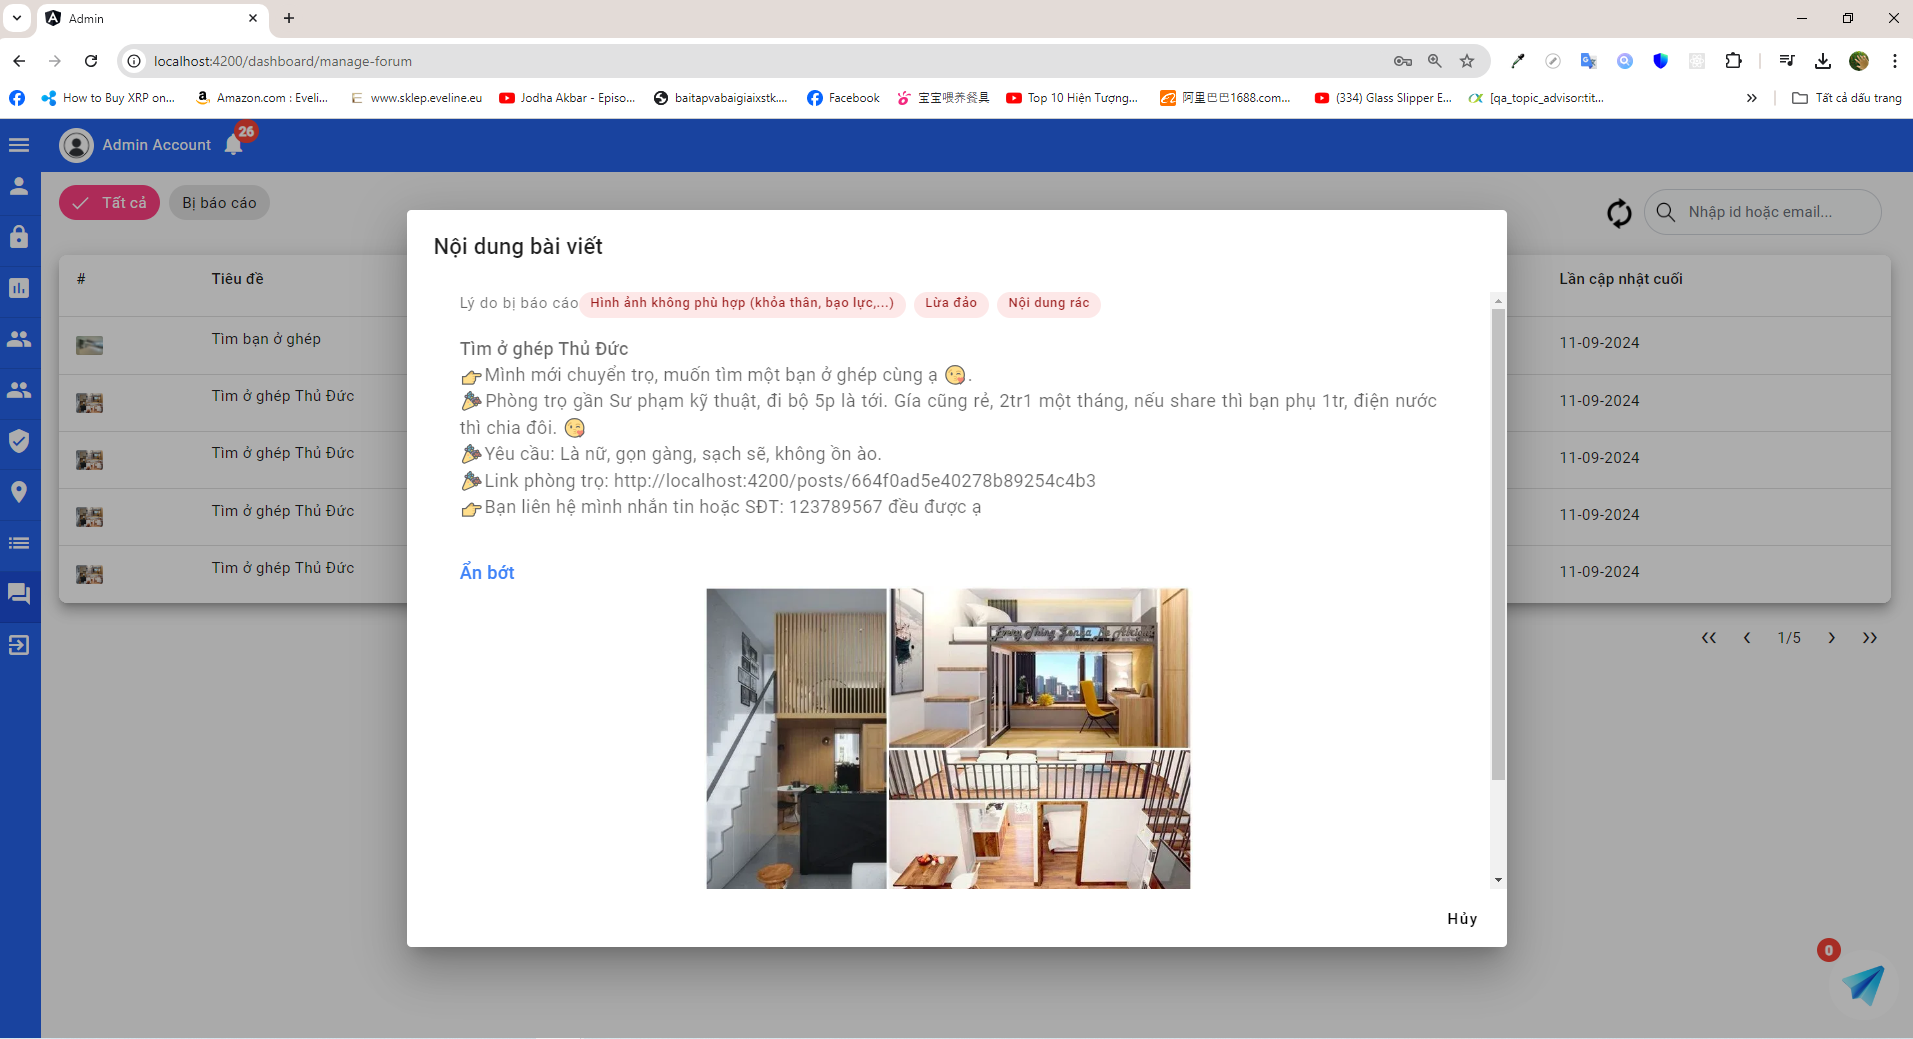 Admin
localhost:4200/dashboard/manage-forum
How to Buy XRP on...
Amazon.com : Eveli...
www.sklep.eveline.eu
Jodha Akbar - Episo...
baitapvabaigiaixstk....
Facebook
宝宝喂养餐具
Top 10 Hiện Tượng...
阿里巴巴1688.com...
(334) Glass Slipper E...
[qa_topic_advisor:tit...
Tất cả dấu trang
Admin Account
26
Tất cả
Bị báo cáo
Nhập id hoặc email...
# Tiêu đề Lần cập nhật cuối
Tìm bạn ở ghép 11-09-2024
Tìm ở ghép Thủ Đức 11-09-2024
Tìm ở ghép Thủ Đức 11-09-2024
Tìm ở ghép Thủ Đức 11-09-2024
Tìm ở ghép Thủ Đức 11-09-2024
1/5
Nội dung bài viết
Lý do bị báo cáo Hình ảnh không phù hợp (khỏa thân, bạo lực,...) Lừa đảo Nội dung rác
Tìm ở ghép Thủ Đức
👉Mình mới chuyển trọ, muốn tìm một bạn ở ghép cùng ạ 😘.
🎉Phòng trọ gần Sư phạm kỹ thuật, đi bộ 5p là tới. Gía cũng rẻ, 2tr1 một tháng, nếu share thì bạn phụ 1tr, điện nước
thì chia đôi. 😘
🎉Yêu cầu: Là nữ, gọn gàng, sạch sẽ, không ồn ào.
🎉Link phòng trọ: http://localhost:4200/posts/664f0ad5e40278b89254c4b3
👉Bạn liên hệ mình nhắn tin hoặc SĐT: 123789567 đều được ạ
Ẩn bớt
Every Thing Gonna Be Alright
Hủy
0